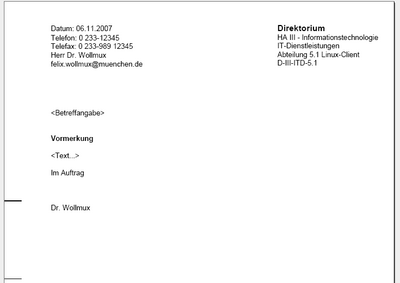 Datum: 06.11.2007
Telefon: 0 233-12345
Telefax: 0 233-989 12345
Herr Dr. Wollmux
felix.wollmux@muenchen.de
Direktorium
HA III - Informationstechnologie
IT-Dienstleistungen
Abteilung 5.1 Linux-Client
D-III-ITD-5.1
<Betreffangabe>
Vormerkung
<Text...>
Im Auftrag
Dr. Wollmux